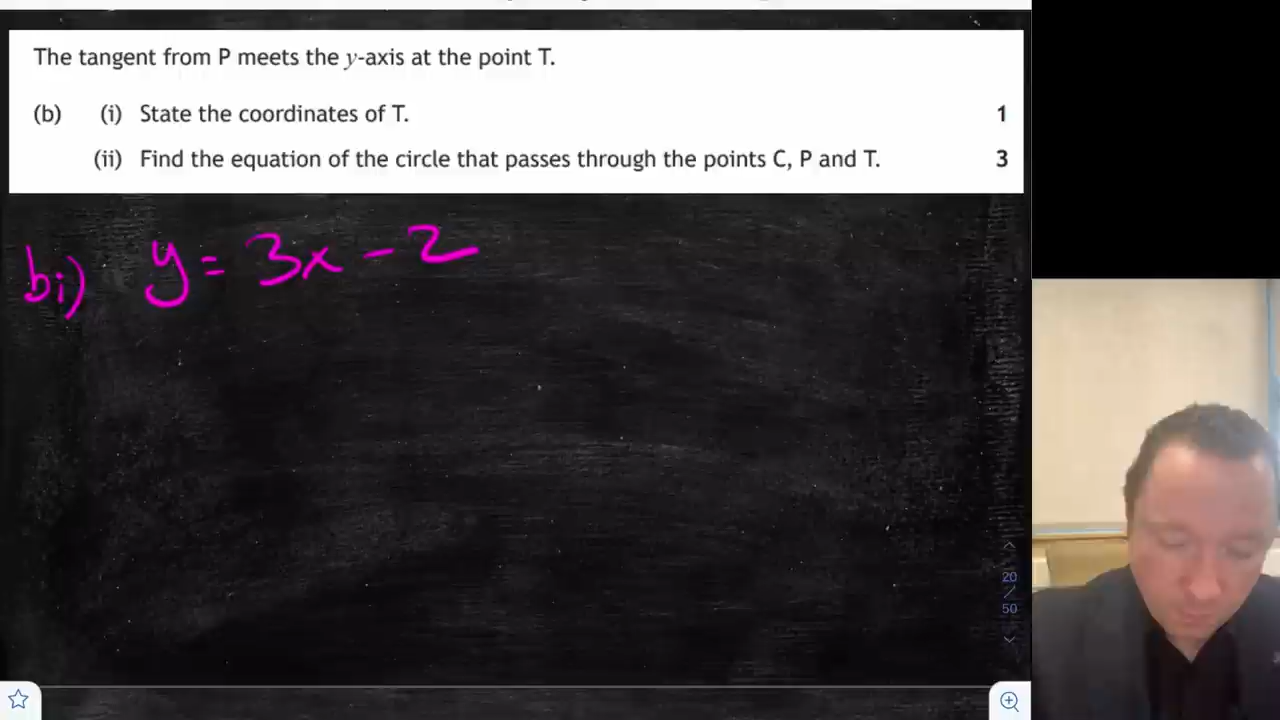 The tangent from P meets the y-axis at the point T.
(b) (i) State the coordinates of T. 1
(ii) Find the equation of the circle that passes through the points C, P and T. 3
bi) y = 3x - 2
20
/
50